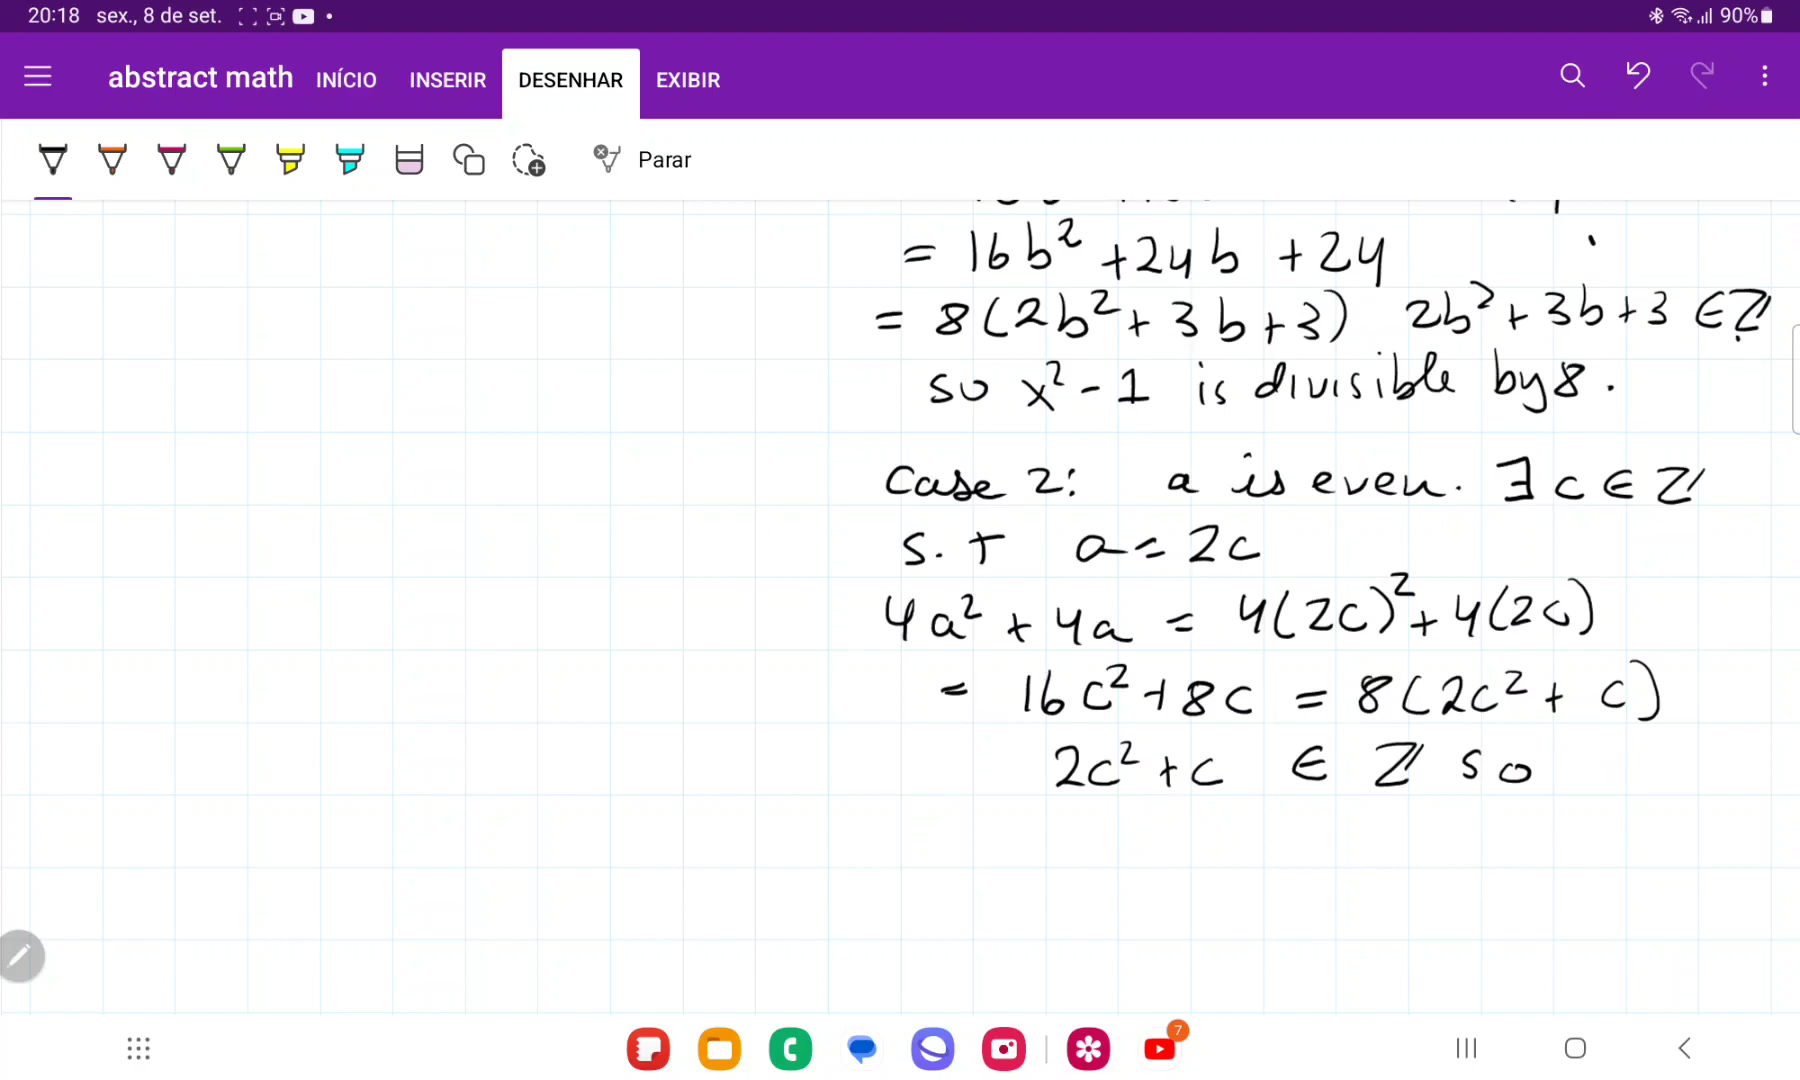 20:18 sex., 8 de set. 90%
abstract math INÍCIO INSERIR DESENHAR EXIBIR
Parar
= 16b² + 24b + 24
= 8(2b² + 3b + 3) 2b² + 3b + 3 ∈ ℤ
so x² - 1 is divisible by 8.
Case 2: a is even. ∃ c ∈ ℤ
s.t a = 2c
4a² + 4a = 4(2c)² + 4(2c)
= 16c² + 8c = 8(2c² + c)
2c² + c ∈ ℤ so
7